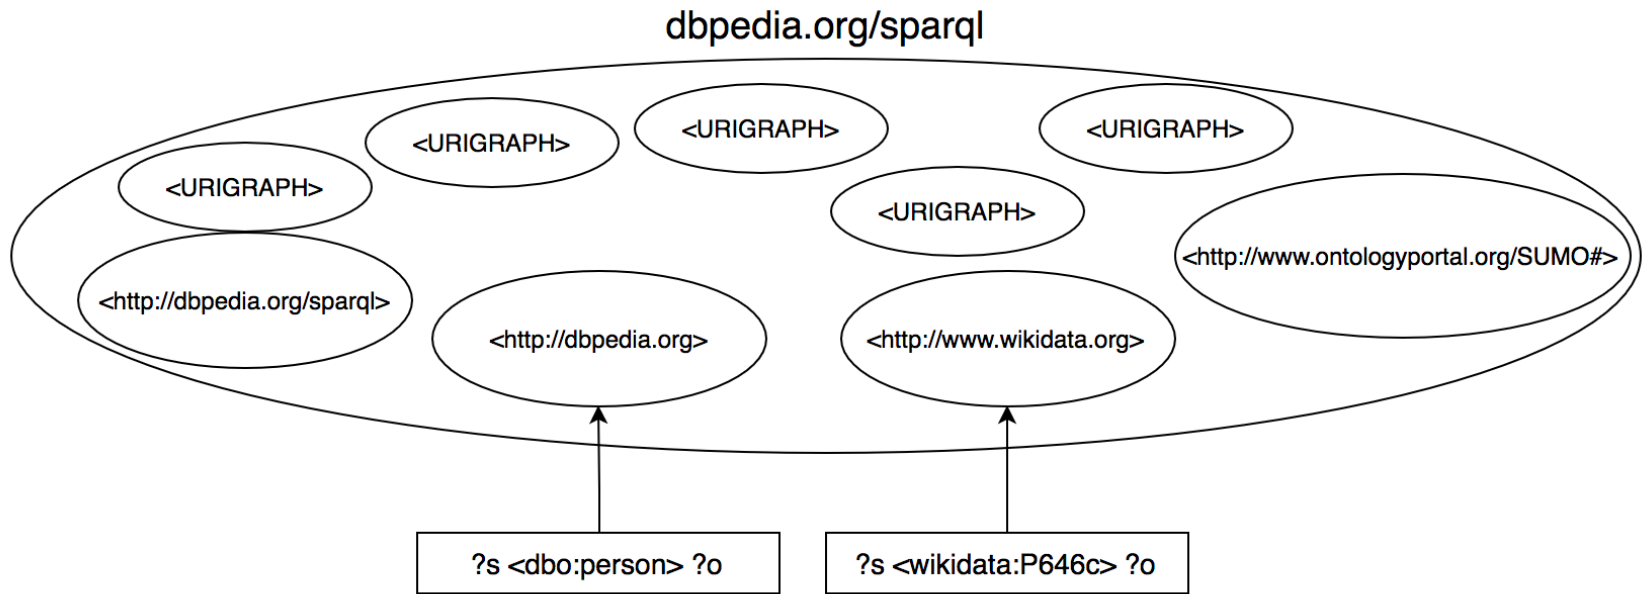 dbpedia.org/sparql
<URIGRAPH>
<URIGRAPH>
<URIGRAPH>
<URIGRAPH>
<URIGRAPH>
<http://www.ontologyportal.org/SUMO#>
<http://dbpedia.org/sparql>
<http://dbpedia.org>
<http://www.wikidata.org>
?s <dbo:person> ?o
?s <wikidata:P646c> ?o